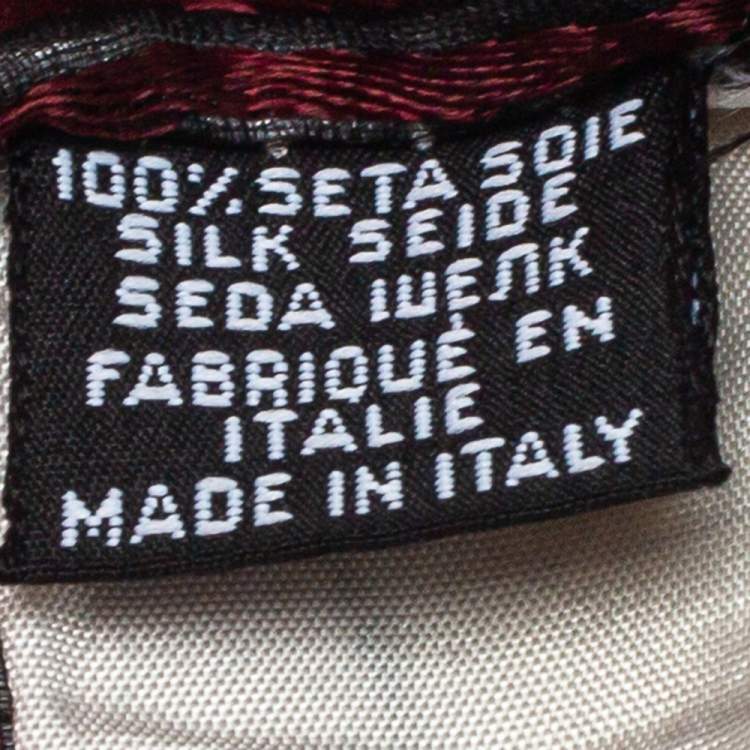 100% SETA SOIE
SILK SEIDE
SEDA ШЕЛК
FABRIQUÉ EN
ITALIE
MADE IN ITALY